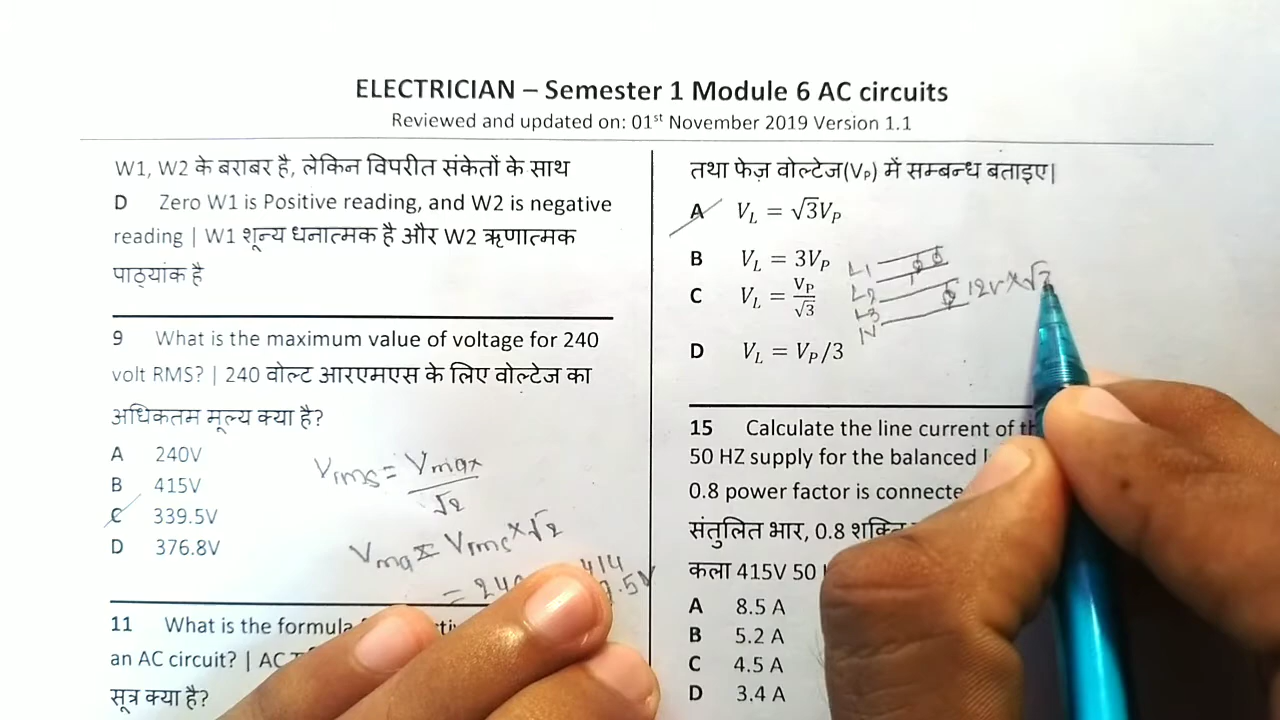 ELECTRICIAN – Semester 1 Module 6 AC circuits
Reviewed and updated on: 01st November 2019 Version 1.1
W1, W2 के बराबर है, लेकिन विपरीत संकेतों के साथ
D Zero W1 is Positive reading, and W2 is negative
reading | W1 शून्य धनात्मक है और W2 ऋणात्मक
पाठ्यांक है
9 What is the maximum value of voltage for 240
volt RMS? | 240 वोल्ट आरएमएस के लिए वोल्टेज का
अधिकतम मूल्य क्या है?
A 240V
B 415V
C 339.5V
D 376.8V
Vrms = Vmax/√2
Vmax = Vrms × √2
= 240 414
.5V
11 What is the formula
an AC circuit? | AC
सूत्र क्या है?
तथा फेज़ वोल्टेज(VP) में सम्बन्ध बताइए|
A VL = √3VP
B VL = 3VP
C VL = VP/√3
D VL = VP/3
L1
L2
L3
N
12V×√3
15 Calculate the line current of
50 HZ supply for the balanced
0.8 power factor is connecte
संतुलित भार, 0.8
कला 415V 50
A 8.5 A
B 5.2 A
C 4.5 A
D 3.4 A